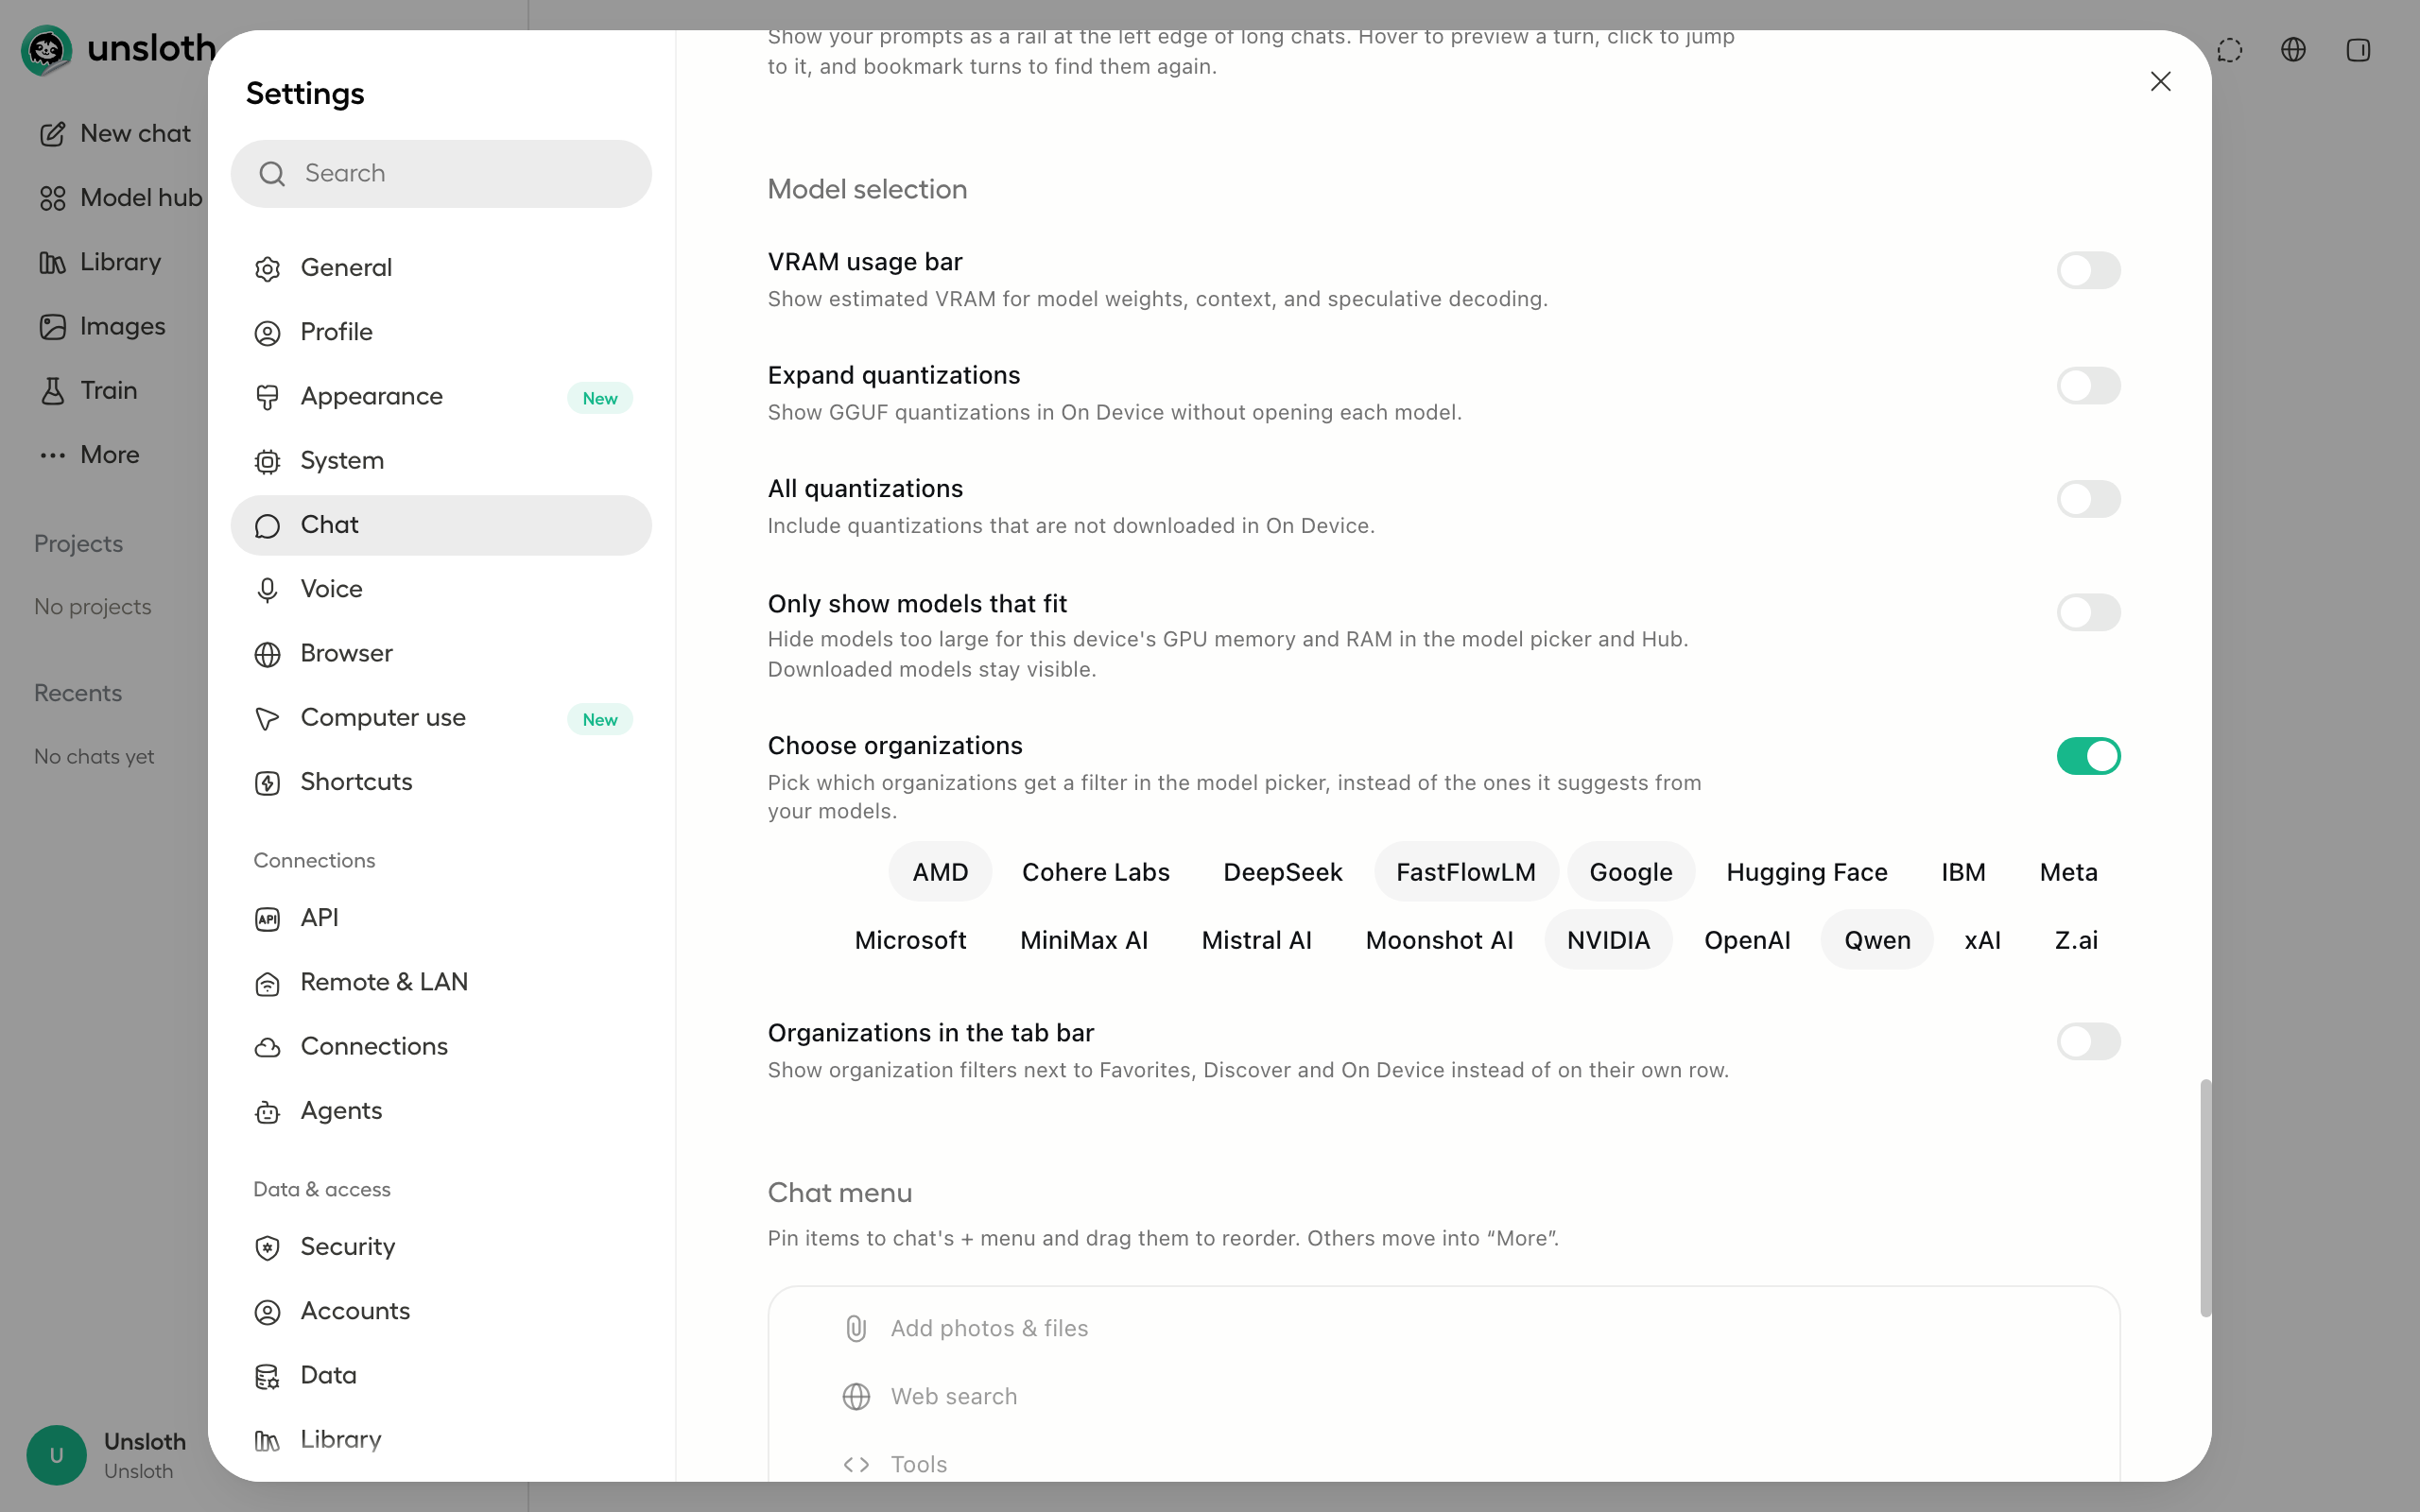 unsloth
New chat
Model hub
Library
Images
Train
More
Projects
No projects
Recents
No chats yet
U
Unsloth
Unsloth
Settings
Search
General
Profile
Appearance
New
System
Chat
Voice
Browser
Computer use
New
Shortcuts
Connections
API
API
Remote & LAN
Connections
Agents
Data & access
Security
Accounts
Data
Library
Show your prompts as a rail at the left edge of long chats. Hover to preview a turn, click to jump
to it, and bookmark turns to find them again.
Model selection
VRAM usage bar
Show estimated VRAM for model weights, context, and speculative decoding.
Expand quantizations
Show GGUF quantizations in On Device without opening each model.
All quantizations
Include quantizations that are not downloaded in On Device.
Only show models that fit
Hide models too large for this device's GPU memory and RAM in the model picker and Hub.
Downloaded models stay visible.
Choose organizations
Pick which organizations get a filter in the model picker, instead of the ones it suggests from
your models.
AMD Cohere Labs DeepSeek FastFlowLM Google Hugging Face IBM Meta
Microsoft MiniMax AI Mistral AI Moonshot AI NVIDIA OpenAI Qwen xAI Z.ai
Organizations in the tab bar
Show organization filters next to Favorites, Discover and On Device instead of on their own row.
Chat menu
Pin items to chat's + menu and drag them to reorder. Others move into “More”.
Add photos & files
Web search
Tools